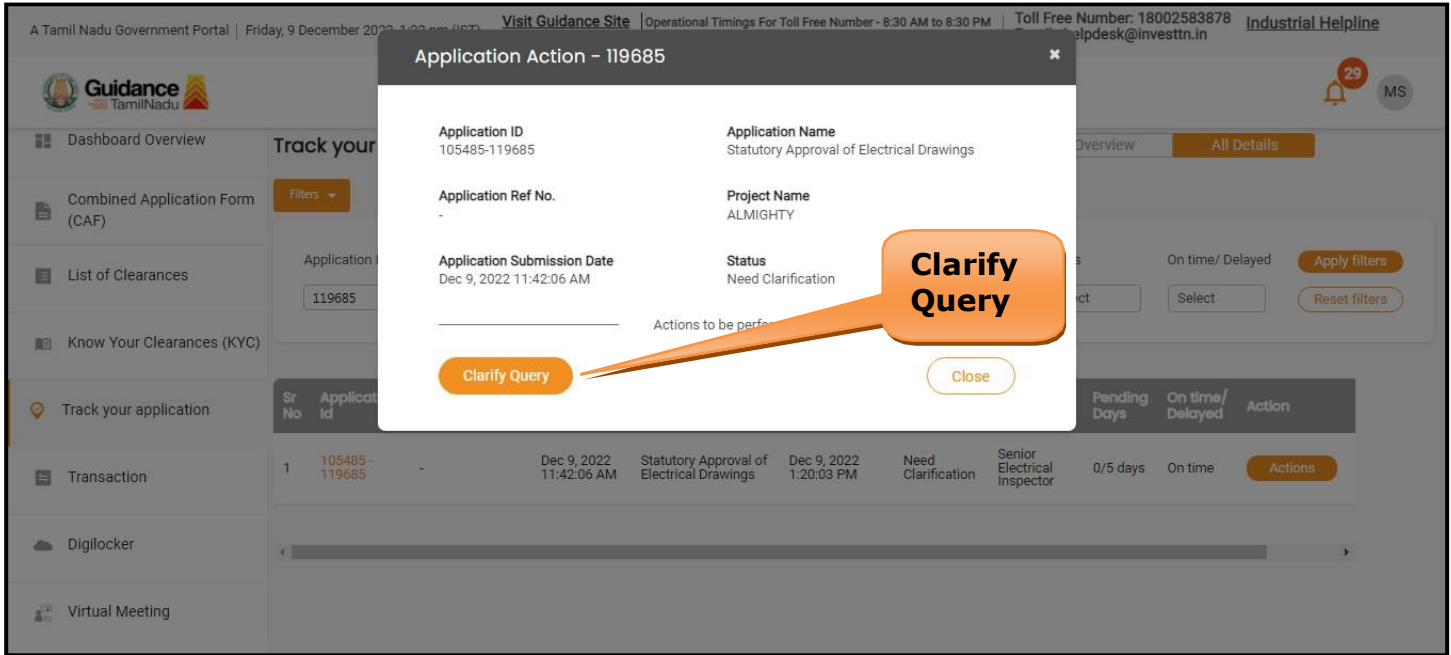 A Tamil Nadu Government Portal | Friday, 9 December 2022, 1:22 pm (IST)
Visit Guidance Site
Operational Timings For Toll Free Number - 8:30 AM to 8:30 PM
Toll Free Number: 18002583878
elpdesk@investtn.in
Industrial Helpline
Application Action - 119685
Guidance
TamilNadu
29
MS
Dashboard Overview
Combined Application Form
(CAF)
List of Clearances
Know Your Clearances (KYC)
Track your application
Transaction
Digilocker
Virtual Meeting
Track your
Overview
All Details
Filters
Application I
119685
s
ct
On time/ Delayed
Select
Apply filters
Reset filters
Application ID
105485-119685
Application Name
Statutory Approval of Electrical Drawings
Application Ref No.
-
Project Name
ALMIGHTY
Application Submission Date
Dec 9, 2022 11:42:06 AM
Status
Need Clarification
Clarify
Query
Actions to be perfor
Clarify Query
Close
Sr
No
Applicat
Id
Pending
Days
On time/
Delayed
Action
1
105485 -
119685
-
Dec 9, 2022
11:42:06 AM
Statutory Approval of
Electrical Drawings
Dec 9, 2022
1:20:03 PM
Need
Clarification
Senior
Electrical
Inspector
0/5 days
On time
Actions